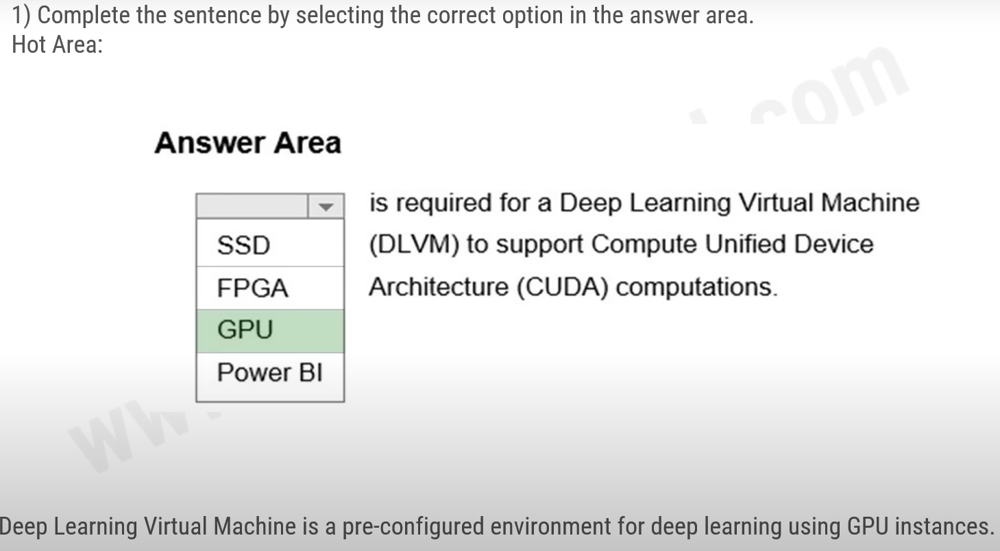 1) Complete the sentence by selecting the correct option in the answer area.
Hot Area:
com
Answer Area
is required for a Deep Learning Virtual Machine
SSD
(DLVM) to support Compute Unified Device
FPGA
Architecture (CUDA) computations.
GPU
Power BI
Deep Learning Virtual Machine is a pre-configured environment for deep learning using GPU instances.